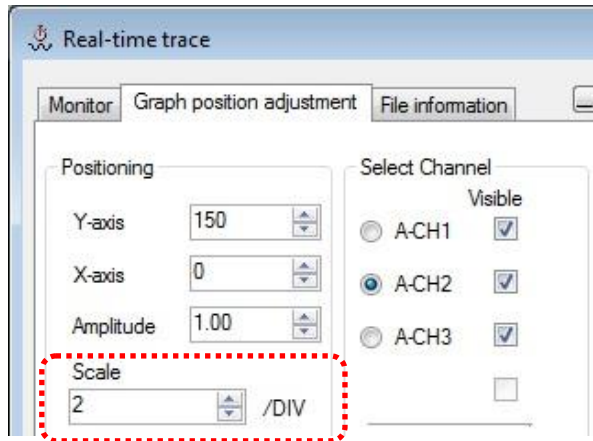 Real-time trace
Monitor Graph position adjustment File information
Positioning
Y-axis 150
X-axis 0
Amplitude 1.00
Scale
2 /DIV
Select Channel
Visible
A-CH1
A-CH2
A-CH3